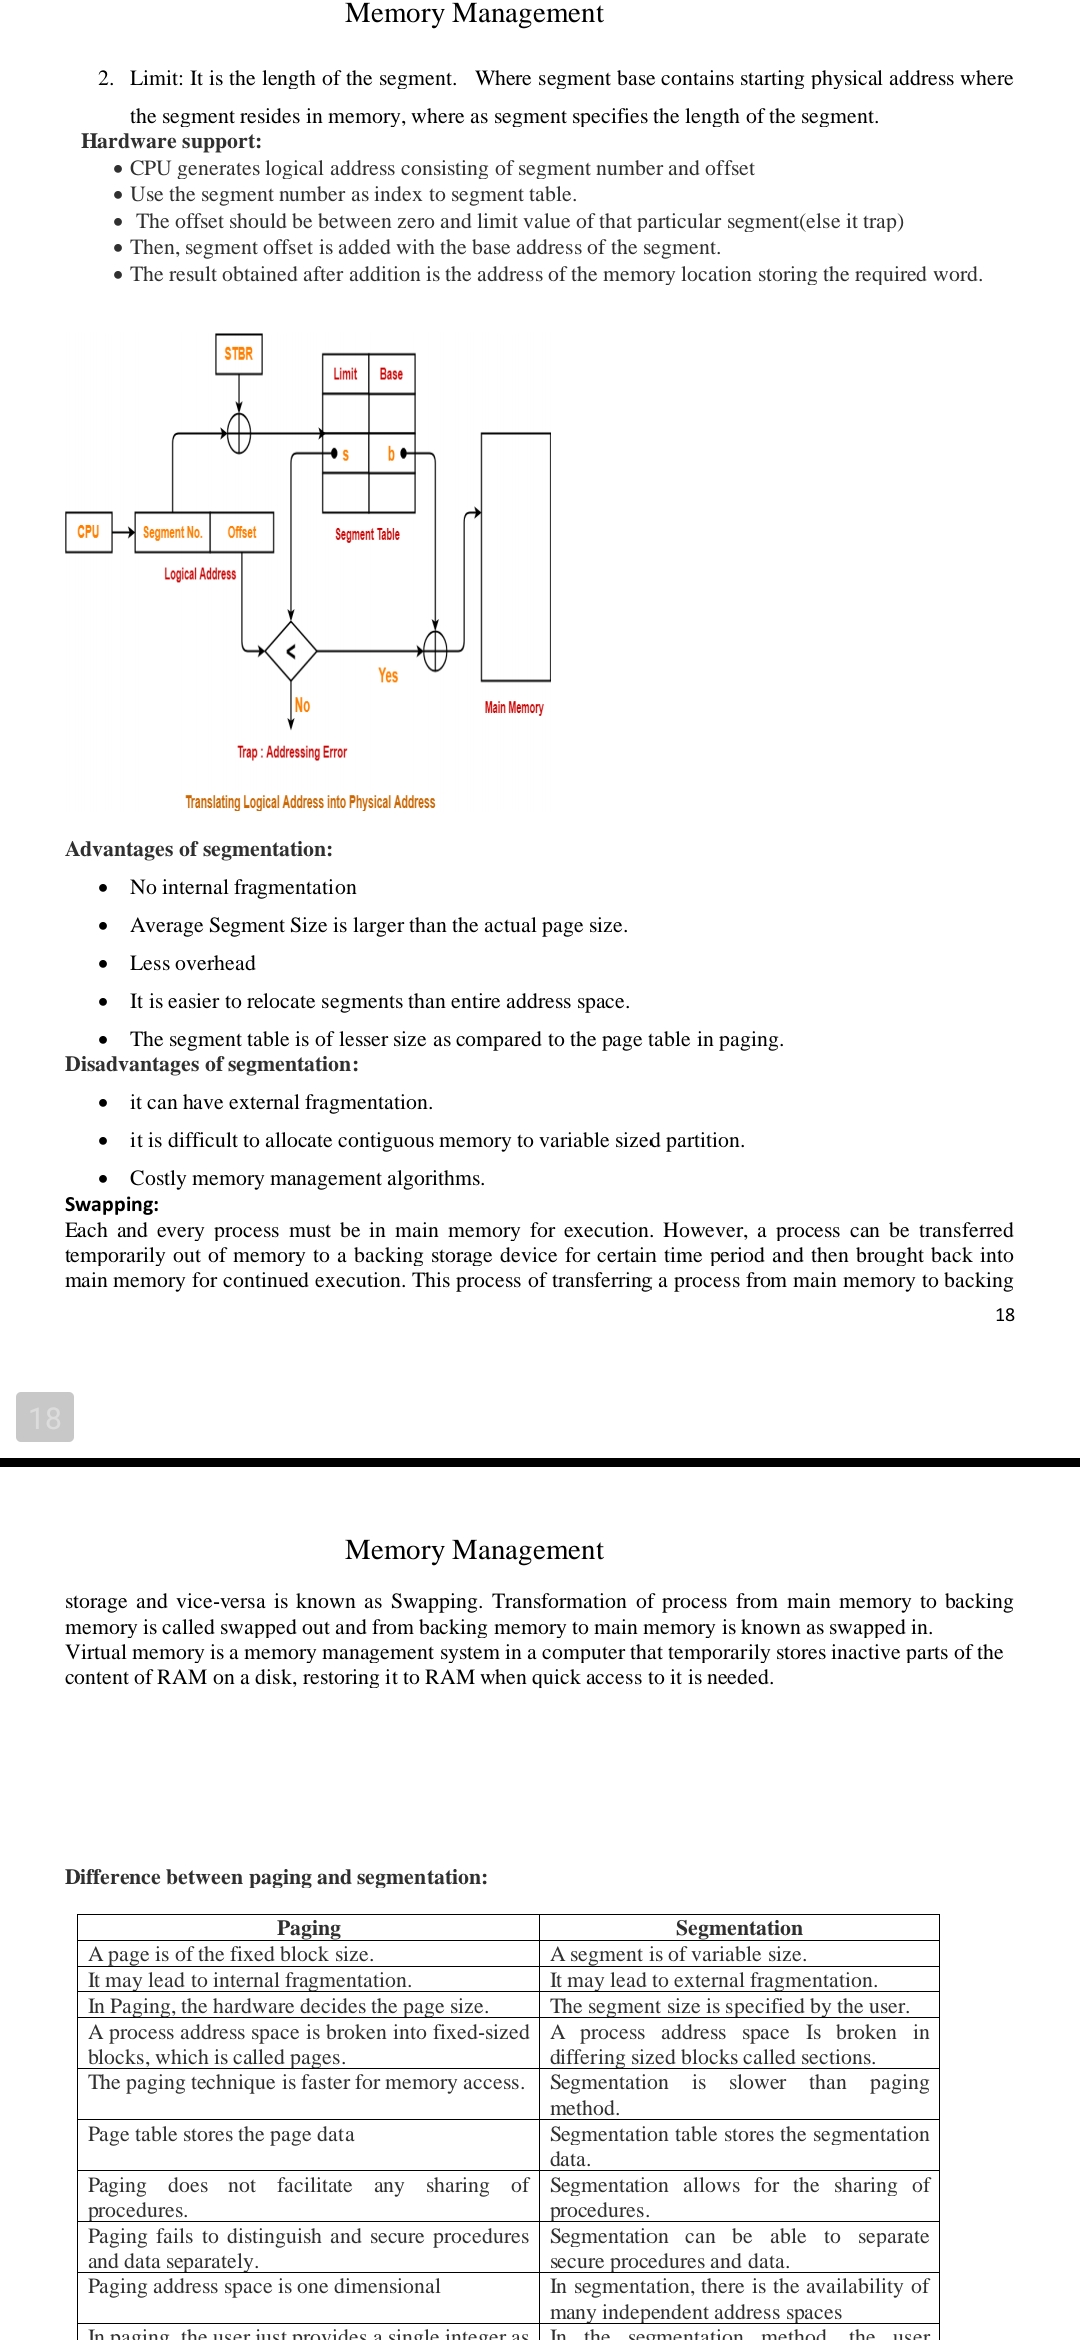 Memory Management
2. Limit: It is the length of the segment. Where segment base contains starting physical address where
the segment resides in memory, where as segment specifies the length of the segment.
Hardware support:
• CPU generates logical address consisting of segment number and offset
• Use the segment number as index to segment table.
• The offset should be between zero and limit value of that particular segment(else it trap)
• Then, segment offset is added with the base address of the segment.
• The result obtained after addition is the address of the memory location storing the required word.
STBR
Limit Base
s b
CPU Segment No. Offset
Segment Table
Logical Address
<
Yes
No
Main Memory
Trap : Addressing Error
Translating Logical Address into Physical Address
Advantages of segmentation:
• No internal fragmentation
• Average Segment Size is larger than the actual page size.
• Less overhead
• It is easier to relocate segments than entire address space.
• The segment table is of lesser size as compared to the page table in paging.
Disadvantages of segmentation:
• it can have external fragmentation.
• it is difficult to allocate contiguous memory to variable sized partition.
• Costly memory management algorithms.
Swapping:
Each and every process must be in main memory for execution. However, a process can be transferred
temporarily out of memory to a backing storage device for certain time period and then brought back into
main memory for continued execution. This process of transferring a process from main memory to backing
18
18
Memory Management
storage and vice-versa is known as Swapping. Transformation of process from main memory to backing
memory is called swapped out and from backing memory to main memory is known as swapped in.
Virtual memory is a memory management system in a computer that temporarily stores inactive parts of the
content of RAM on a disk, restoring it to RAM when quick access to it is needed.
Difference between paging and segmentation:
Paging Segmentation
A page is of the fixed block size. A segment is of variable size.
It may lead to internal fragmentation. It may lead to external fragmentation.
In Paging, the hardware decides the page size. The segment size is specified by the user.
A process address space is broken into fixed-sized A process address space Is broken in
blocks, which is called pages. differing sized blocks called sections.
The paging technique is faster for memory access. Segmentation is slower than paging
method.
Page table stores the page data Segmentation table stores the segmentation
data.
Paging does not facilitate any sharing of Segmentation allows for the sharing of
procedures. procedures.
Paging fails to distinguish and secure procedures Segmentation can be able to separate
and data separately. secure procedures and data.
Paging address space is one dimensional In segmentation, there is the availability of
many independent address spaces
In paging, the user just provides a single integer as In the segmentation method, the user